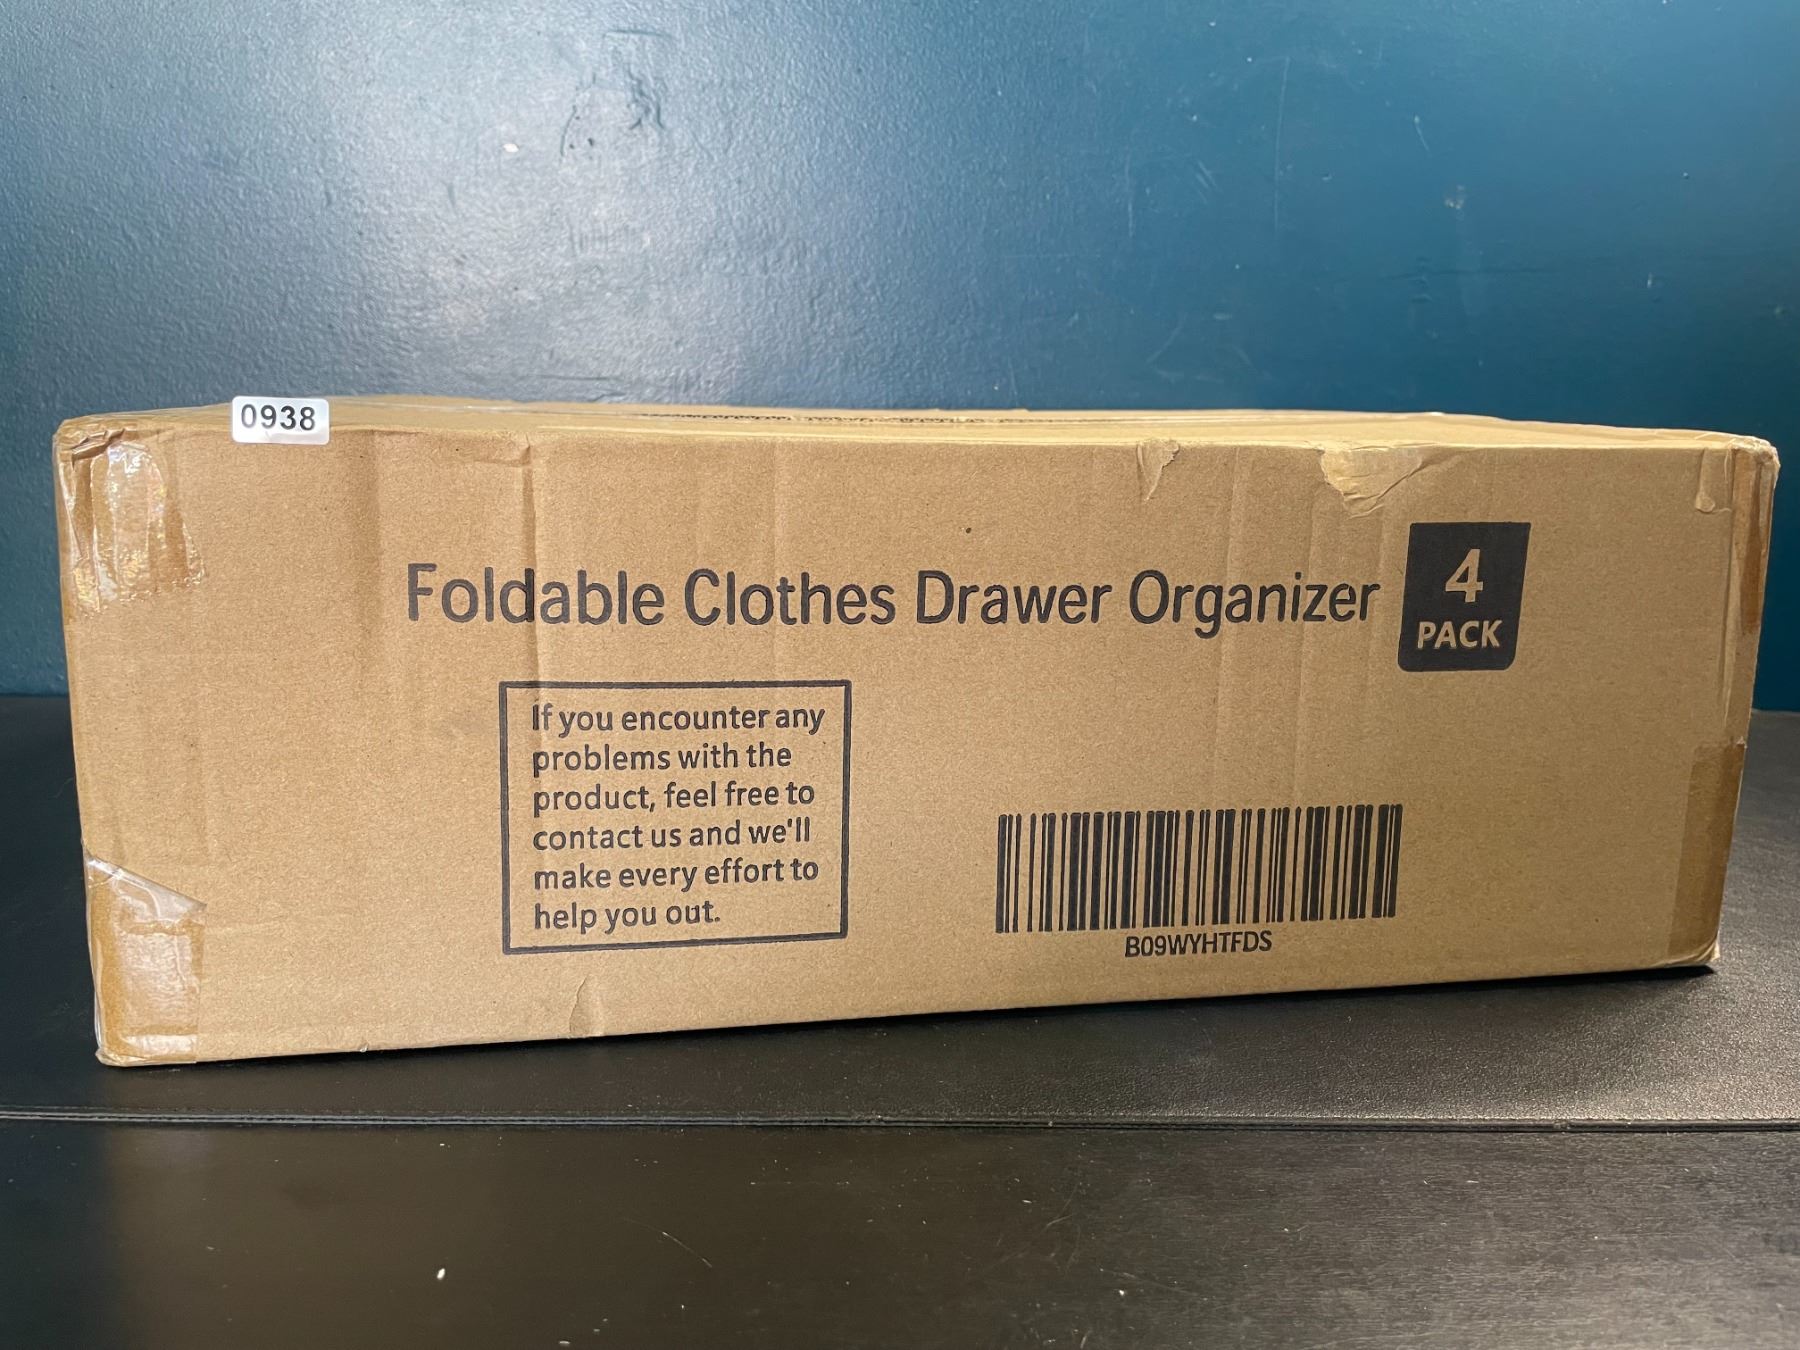 0938
Foldable Clothes Drawer Organizer
4
PACK
If you encounter any
problems with the
product, feel free to
contact us and we'll
make every effort to
help you out.
B09WYHTFDS